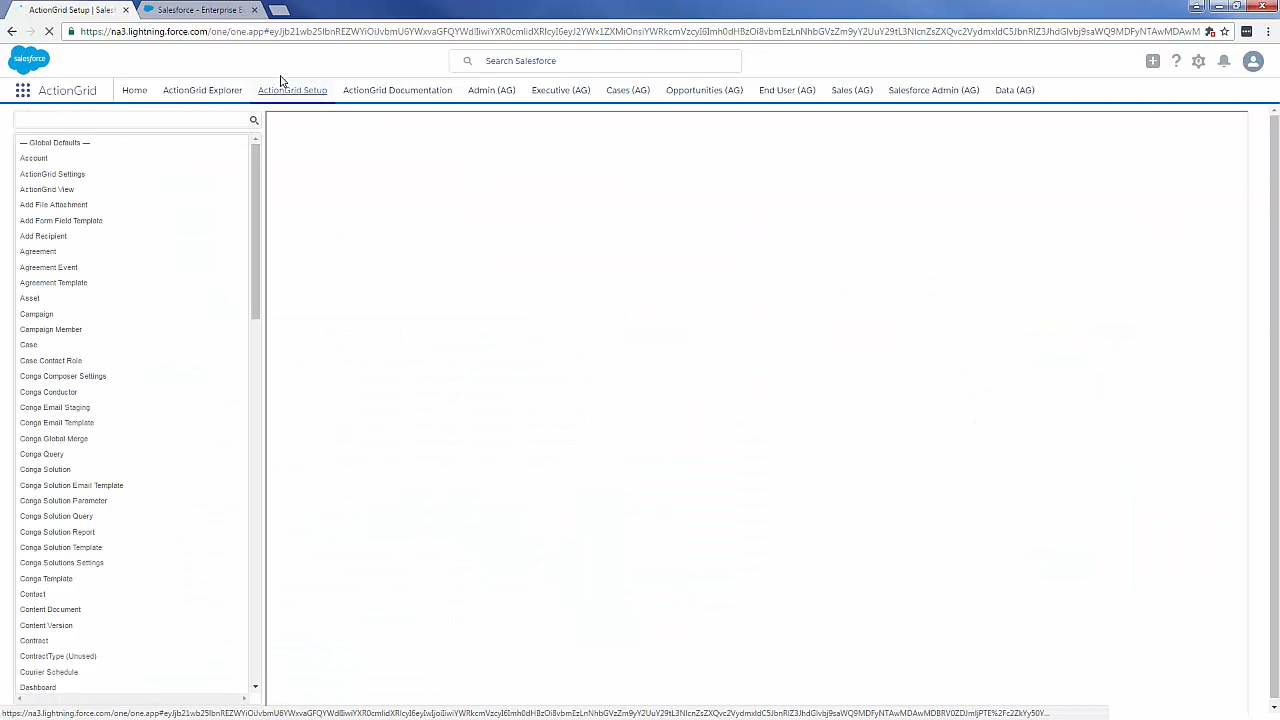 ActionGrid Setup | Sales
Salesforce - Enterprise E
salesforce
Search Salesforce
ActionGrid
Home
ActionGrid Explorer
ActionGrid Setup
ActionGrid Documentation
Admin (AG)
Executive (AG)
Cases (AG)
Opportunities (AG)
End User (AG)
Sales (AG)
Salesforce Admin (AG)
Data (AG)
— Global Defaults —
Account
ActionGrid Settings
ActionGrid View
Add File Attachment
Add Form Field Template
Add Recipient
Agreement
Agreement Event
Agreement Template
Asset
Campaign
Campaign Member
Case
Case Contact Role
Conga Composer Settings
Conga Conductor
Conga Email Staging
Conga Email Template
Conga Global Merge
Conga Query
Conga Solution
Conga Solution Email Template
Conga Solution Parameter
Conga Solution Query
Conga Solution Report
Conga Solution Template
Conga Solutions Settings
Conga Template
Contact
Content Document
Content Version
Contract
ContractType (Unused)
Courier Schedule
Dashboard